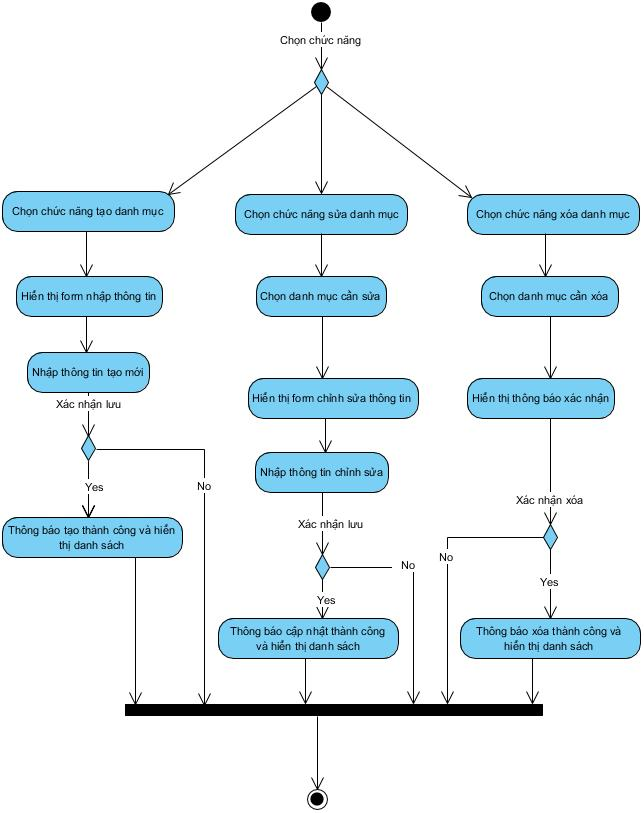 Chọn chức năng
Chọn chức năng tạo danh mục
Hiển thị form nhập thông tin
Nhập thông tin tạo mới
Xác nhận lưu
Yes
No
Thông báo tạo thành công và hiển
thị danh sách
Chọn chức năng sửa danh mục
Chọn danh mục cần sửa
Hiển thị form chỉnh sửa thông tin
Nhập thông tin chỉnh sửa
Xác nhận lưu
No
Yes
Thông báo cập nhật thành công
và hiển thị danh sách
Chọn chức năng xóa danh mục
Chọn danh mục cần xóa
Hiển thị thông báo xác nhận
Xác nhận xóa
No
Yes
Thông báo xóa thành công và
hiển thị danh sách